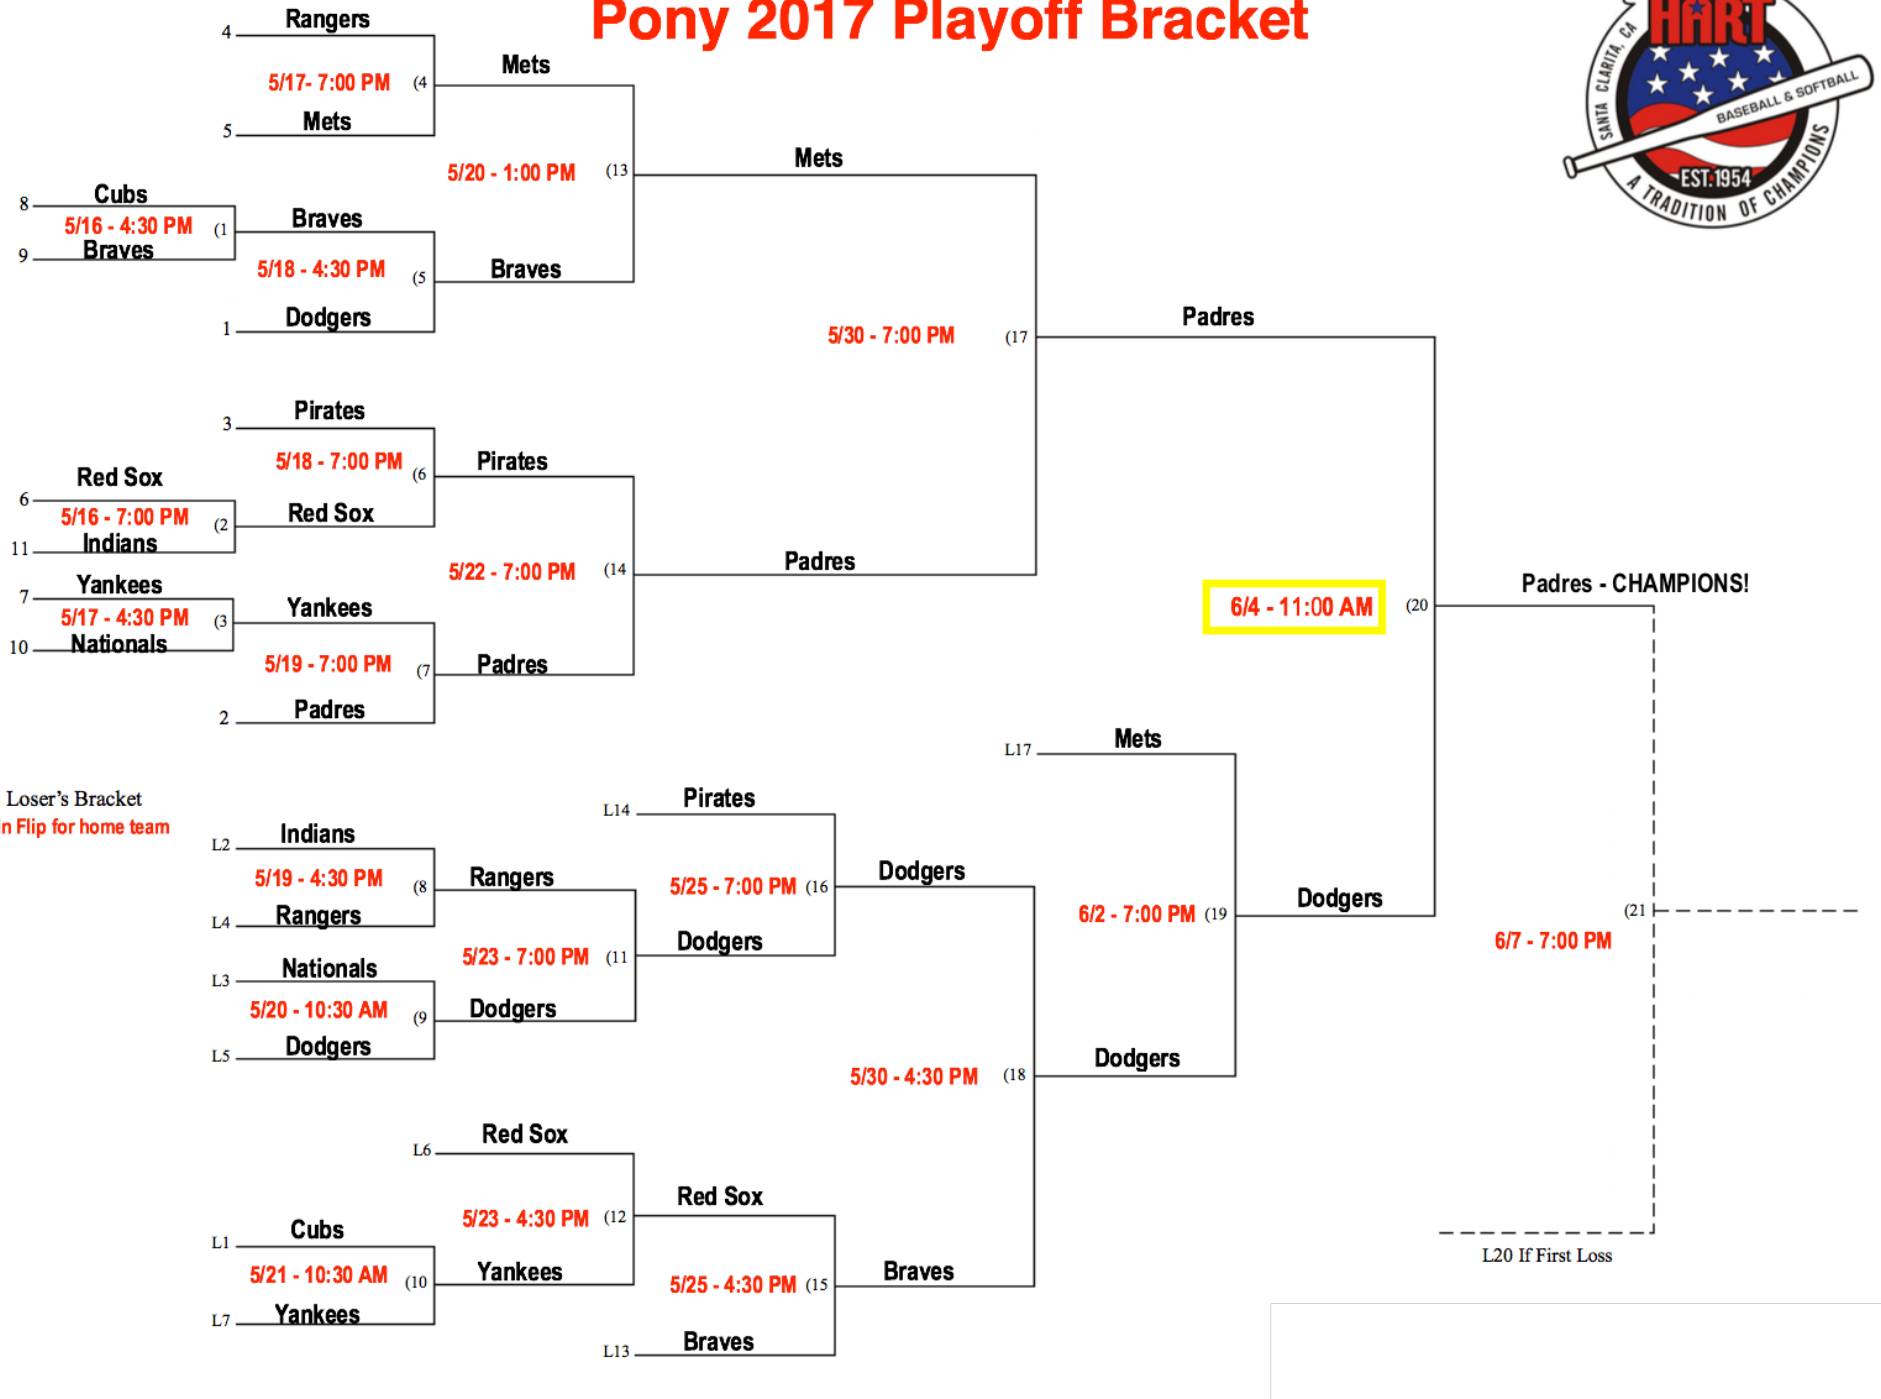 Pony 2017 Playoff Bracket
HART
SANTA CLARITA, CA
BASEBALL & SOFTBALL
EST. 1954
A TRADITION OF CHAMPIONS
4
Rangers
5/17- 7:00 PM
(4
Mets
5
Mets
5/20 - 1:00 PM
(13
Mets
8
Cubs
5/16 - 4:30 PM
(1
9
Braves
Braves
5/18 - 4:30 PM
(5
Braves
1
Dodgers
5/30 - 7:00 PM
(17
Padres
3
Pirates
5/18 - 7:00 PM
(6
Pirates
6
Red Sox
5/16 - 7:00 PM
(2
Red Sox
11
Indians
5/22 - 7:00 PM
(14
Padres
7
Yankees
5/17 - 4:30 PM
(3
10
Nationals
Yankees
5/19 - 7:00 PM
(7
Padres
2
Padres
6/4 - 11:00 AM
(20
Padres - CHAMPIONS!
Loser's Bracket
in Flip for home team
L2
Indians
5/19 - 4:30 PM
(8
L4
Rangers
Rangers
5/23 - 7:00 PM
(11
L3
Nationals
5/20 - 10:30 AM
(9
L5
Dodgers
Dodgers
L14
Pirates
5/25 - 7:00 PM
(16
Dodgers
Dodgers
L17
Mets
6/2 - 7:00 PM
(19
Dodgers
5/30 - 4:30 PM
(18
Dodgers
L6
Red Sox
5/23 - 4:30 PM
(12
Red Sox
L1
Cubs
5/21 - 10:30 AM
(10
L7
Yankees
Yankees
5/25 - 4:30 PM
(15
Braves
L13
Braves
(21
6/7 - 7:00 PM
L20 If First Loss